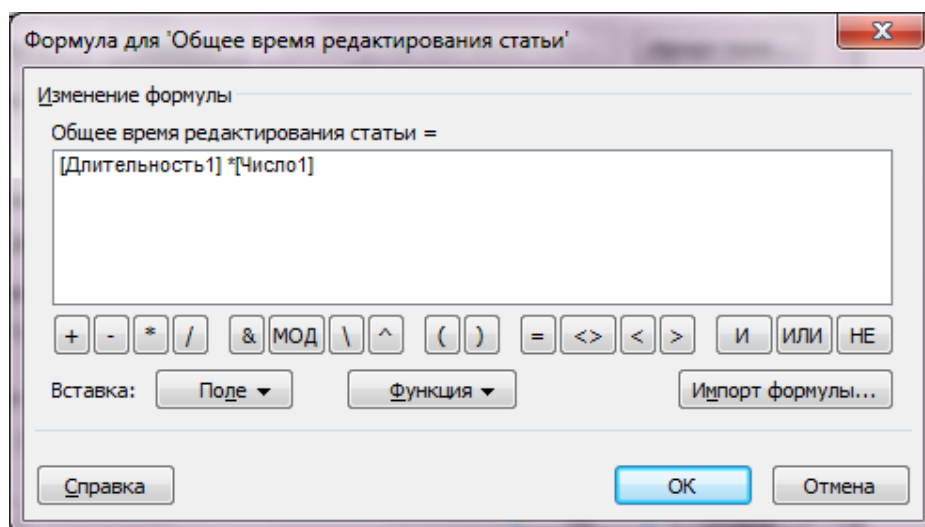 Формула для 'Общее время редактирования статьи'
Изменение формулы
Общее время редактирования статьи =
[Длительность1] *[Число1]
+ - * / & МОД \ ^ ( ) = <> < > И ИЛИ НЕ
Вставка: Поле Функция Импорт формулы...
Справка ОК Отмена